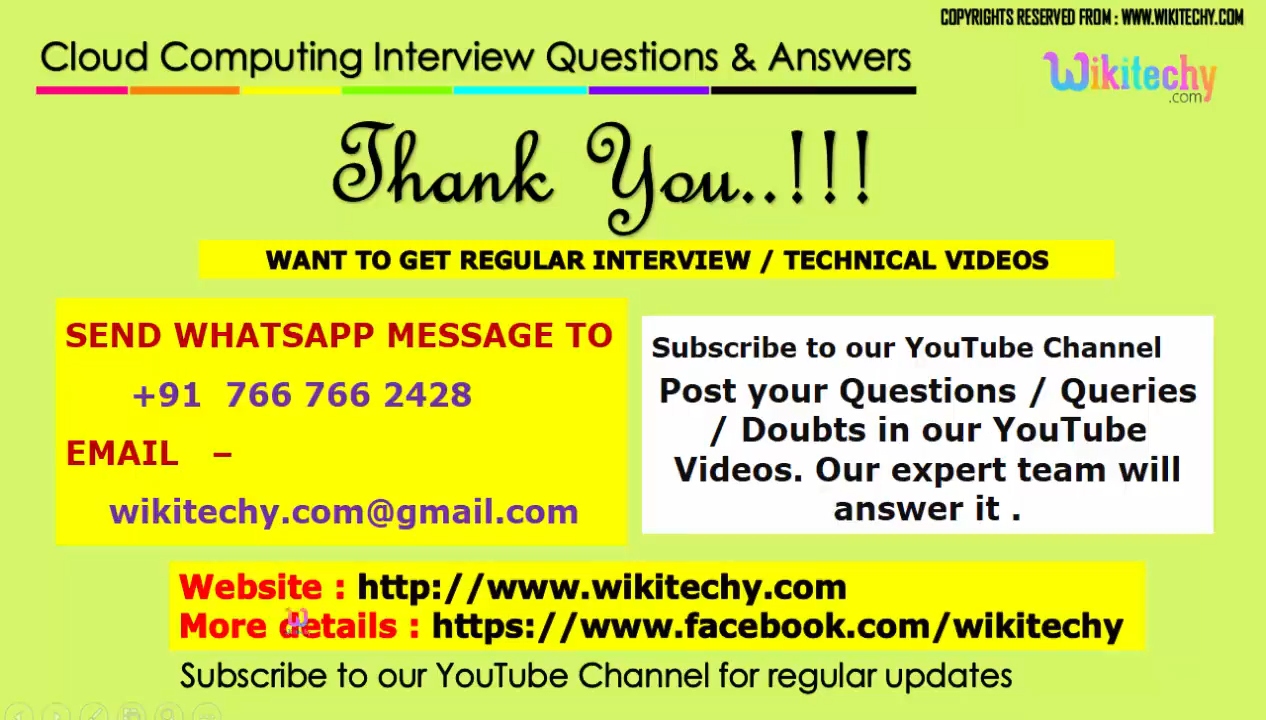 COPYRIGHTS RESERVED FROM : WWW.WIKITECHY.COM
Cloud Computing Interview Questions & Answers
Wikitechy
.com
Thank You..!!!
WANT TO GET REGULAR INTERVIEW / TECHNICAL VIDEOS
SEND WHATSAPP MESSAGE TO
+91 766 766 2428
EMAIL –
wikitechy.com@gmail.com
Subscribe to our YouTube Channel
Post your Questions / Queries
/ Doubts in our YouTube
Videos. Our expert team will
answer it .
Website : http://www.wikitechy.com
More details : https://www.facebook.com/wikitechy
Subscribe to our YouTube Channel for regular updates